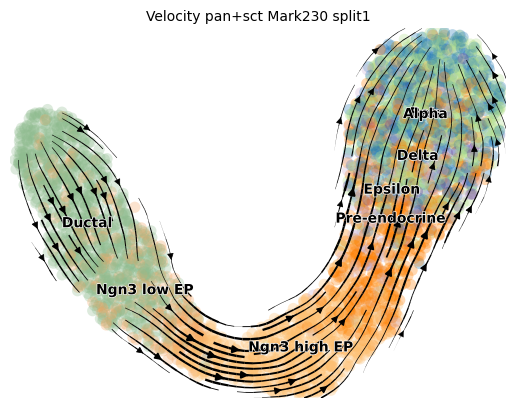 Velocity pan+sct Mark230 split1
Alpha
Delta
Epsilon
Pre-endocrine
Ductal
Ngn3 low EP
Ngn3 high EP